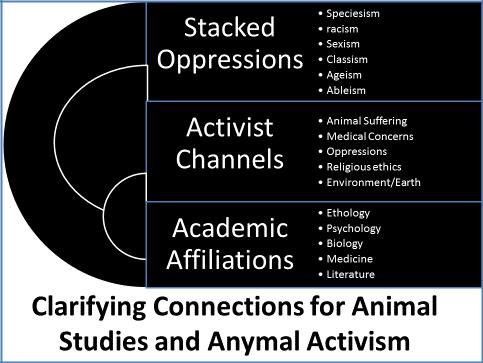 Stacked
Oppressions
• Speciesism
• racism
• Sexism
• Classism
• Ageism
• Ableism
Activist
Channels
• Animal Suffering
• Medical Concerns
• Oppressions
• Religious ethics
• Environment/Earth
Academic
Affiliations
• Ethology
• Psychology
• Biology
• Medicine
• Literature
Clarifying Connections for Animal
Studies and Anymal Activism